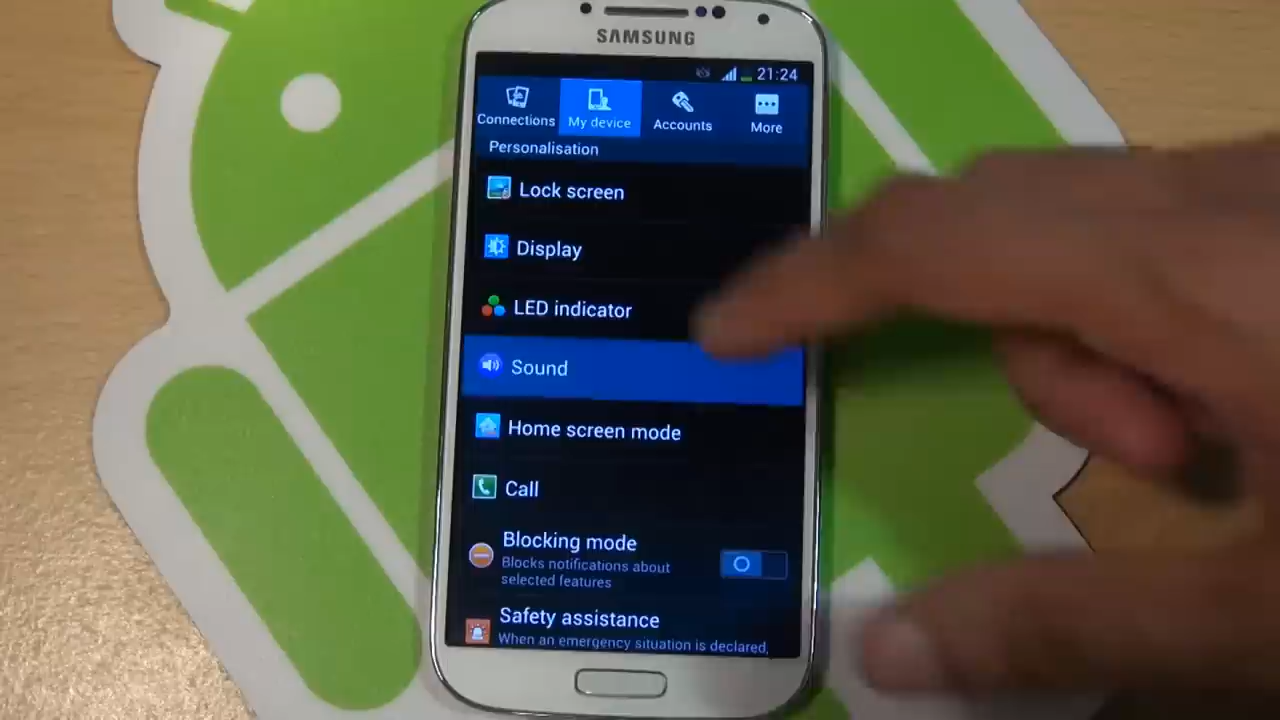 SAMSUNG
21:24
Connections
My device
Accounts
More
Personalisation
Lock screen
Display
LED indicator
Sound
Home screen mode
Call
Blocking mode
Blocks notifications about
selected features
Safety assistance
When an emergency situation is declared,